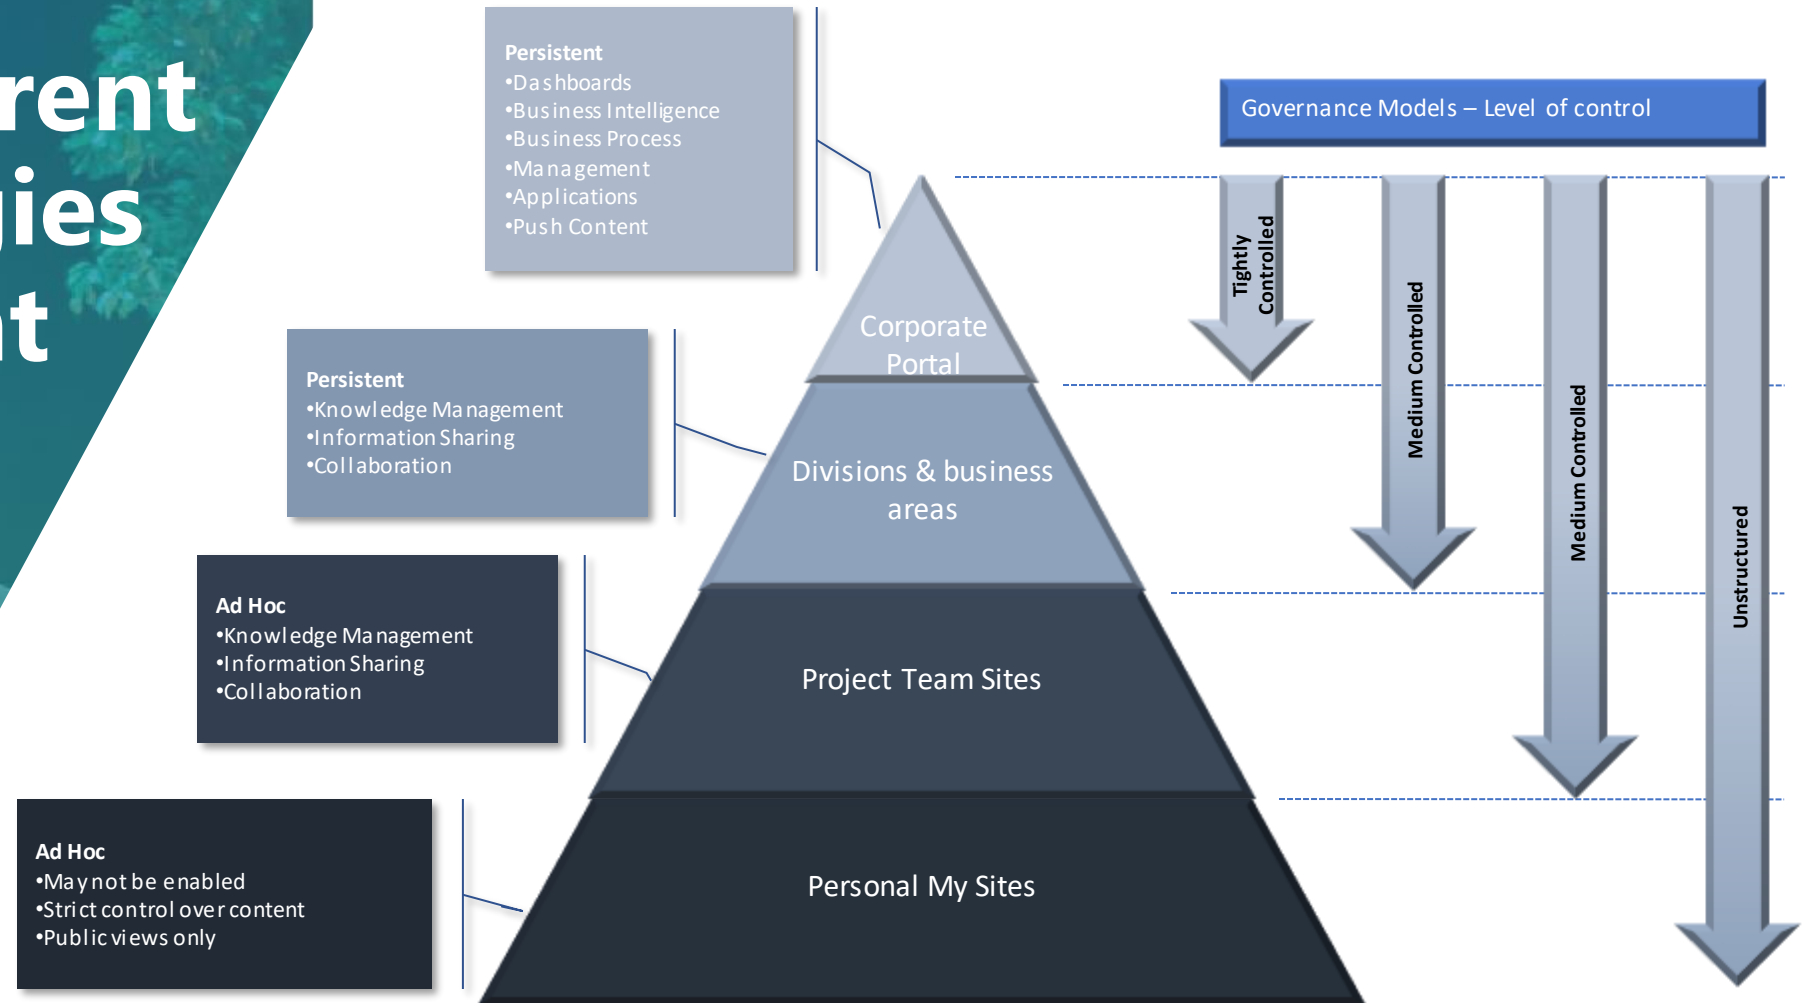 rent
gies
nt
Persistent
•Dashboards
•Business Intelligence
•Business Process
•Management
•Applications
•Push Content
Governance Models – Level of control
Tightly
Controlled
Medium Controlled
Medium Controlled
Unstructured
Corporate
Portal
Persistent
•Knowledge Management
•Information Sharing
•Collaboration
Divisions & business
areas
Ad Hoc
•Knowledge Management
•Information Sharing
•Collaboration
Project Team Sites
Ad Hoc
•May not be enabled
•Strict control over content
•Public views only
Personal My Sites